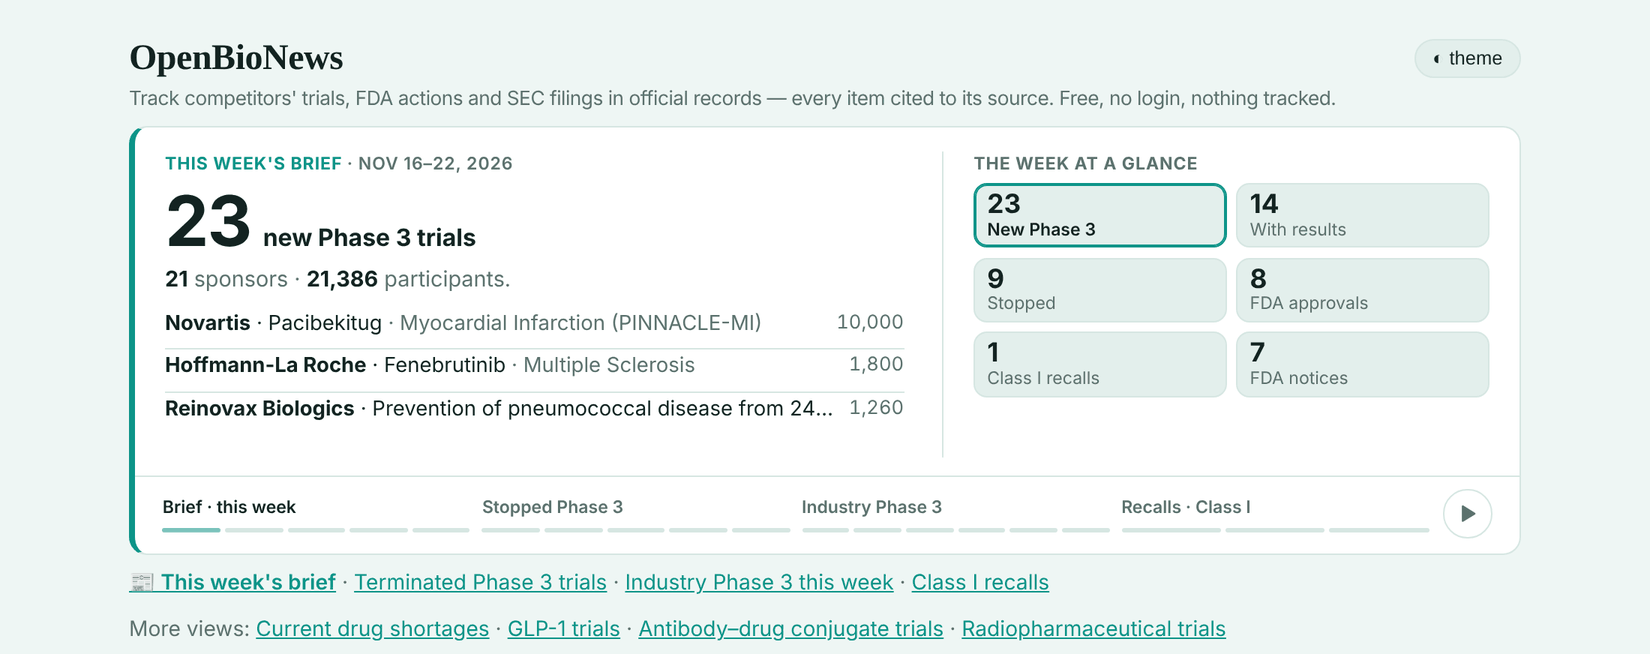 OpenBioNews
theme
Track competitors' trials, FDA actions and SEC filings in official records — every item cited to its source. Free, no login, nothing tracked.
THIS WEEK'S BRIEF · NOV 16–22, 2026
23 new Phase 3 trials
21 sponsors · 21,386 participants.
Novartis · Pacibekitug · Myocardial Infarction (PINNACLE-MI) 10,000
Hoffmann-La Roche · Fenebrutinib · Multiple Sclerosis 1,800
Reinovax Biologics · Prevention of pneumococcal disease from 24... 1,260
THE WEEK AT A GLANCE
23
New Phase 3
14
With results
9
Stopped
8
FDA approvals
1
Class I recalls
7
FDA notices
Brief · this week
Stopped Phase 3
Industry Phase 3
Recalls · Class I
This week's brief · Terminated Phase 3 trials · Industry Phase 3 this week · Class I recalls
More views: Current drug shortages · GLP-1 trials · Antibody–drug conjugate trials · Radiopharmaceutical trials